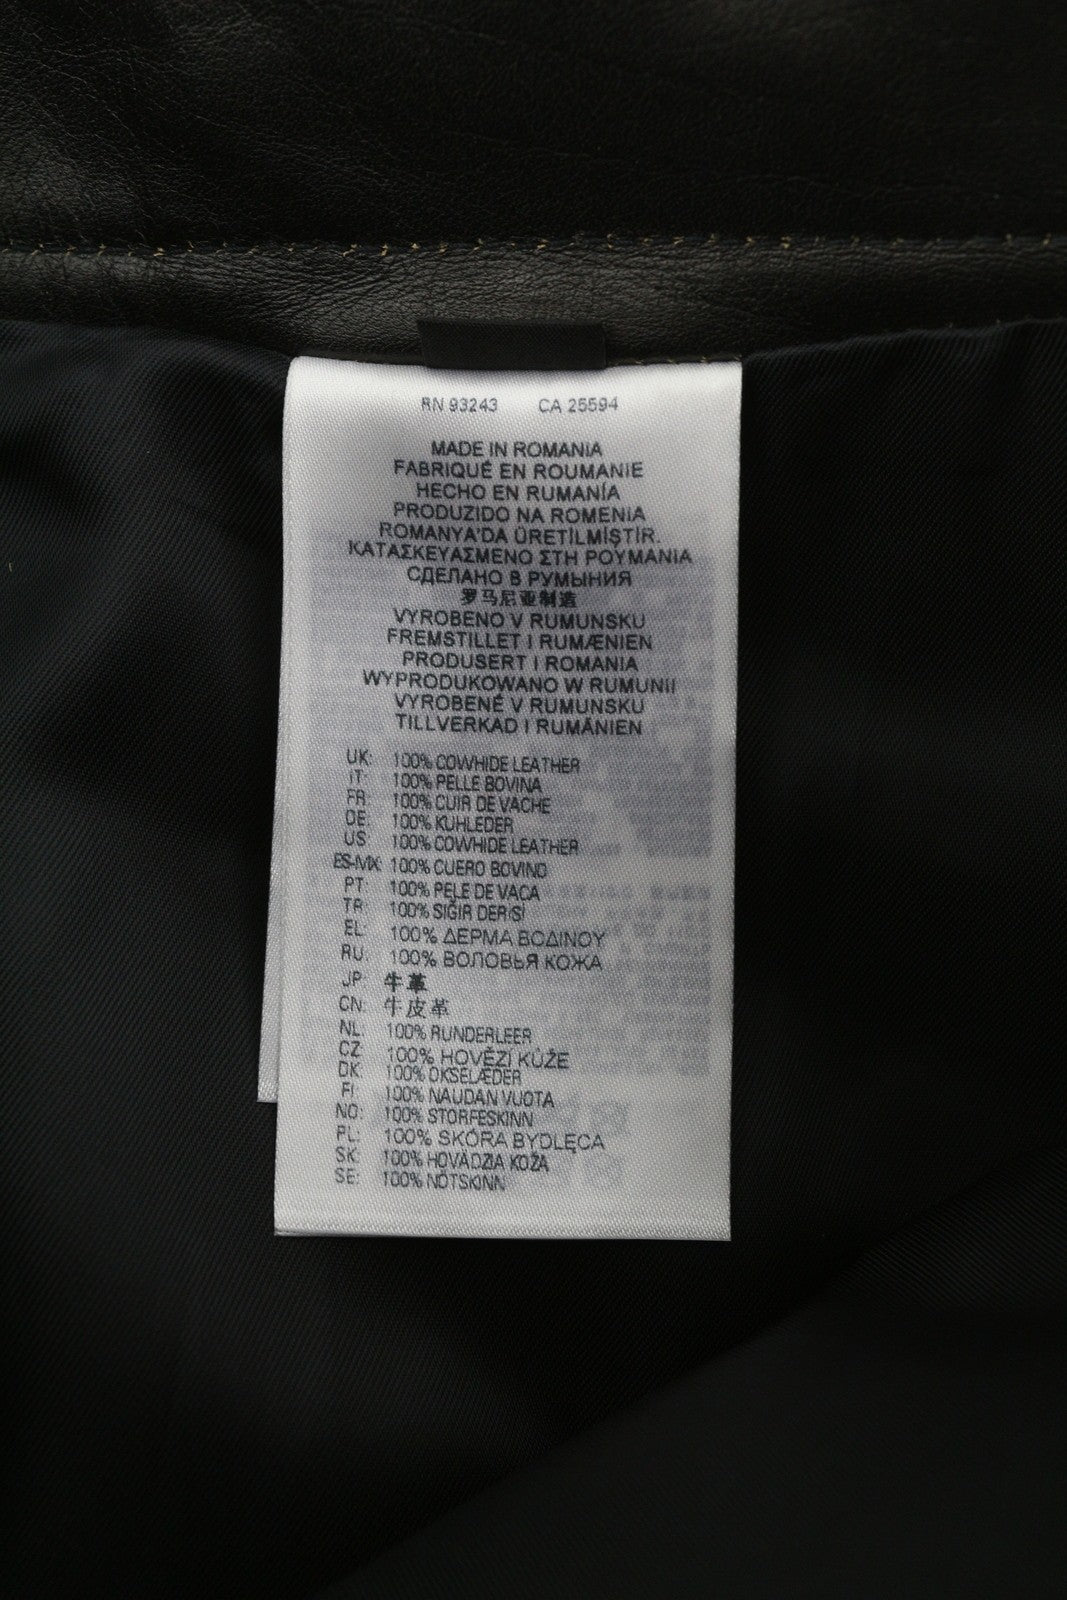 RN 93243 CA 25594
MADE IN ROMANIA
FABRIQUÉ EN ROUMANIE
HECHO EN RUMANÍA
PRODUZIDO NA ROMENIA
ROMANYA'DA ÜRETİLMİŞTİR.
ΚΑΤΑΣΚΕΥΑΣΜΕΝΟ ΣΤΗ ΡΟΥΜΑΝΙΑ
СДЕЛАНО В РУМЫНИЯ
罗马尼亚制造
VYROBENO V RUMUNSKU
FREMSTILLET I RUMÆNIEN
PRODUSERT I ROMANIA
WYPRODUKOWANO W RUMUNII
VYROBENÉ V RUMUNSKU
TILLVERKAD I RUMÄNIEN
UK: 100% COWHIDE LEATHER
IT: 100% PELLE BOVINA
FR: 100% CUIR DE VACHE
DE: 100% KUHLEDER
US: 100% COWHIDE LEATHER
ES-MX: 100% CUERO BOVINO
PT: 100% PELE DE VACA
TR: 100% SIĞIR DERİSİ
EL: 100% ΔΕΡΜΑ ΒΟΔΙΝΟΥ
RU: 100% ВОЛОВЬЯ КОЖА
JP: 牛革
CN: 牛皮革
NL: 100% RUNDERLEER
CZ: 100% HOVĚZÍ KŮŽE
DK: 100% OKSELÆDER
FI: 100% NAUDAN VUOTA
NO: 100% STORFESKINN
PL: 100% SKÓRA BYDLĘCA
SK: 100% HOVÄDZIA KOŽA
SE: 100% NÖTSKINN